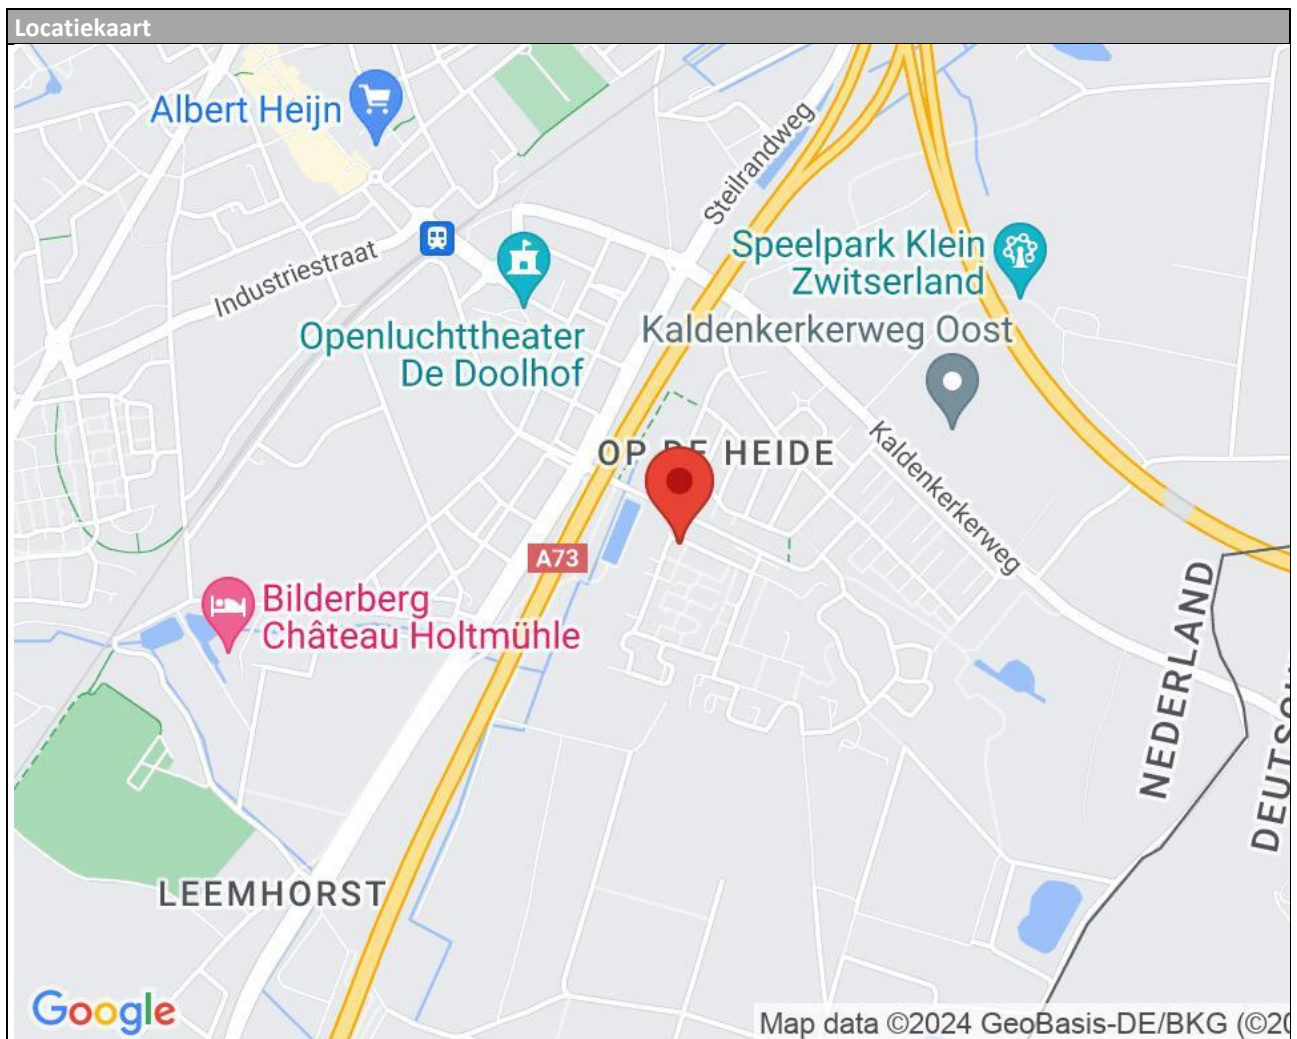 Locatiekaart
Albert Heijn
Steilrandweg
Industriestraat
Speelpark Klein
Zwitserland
Openluchttheater
De Doolhof
Kaldenkerkerweg Oost
OP DE HEIDE
Kaldenkerkerweg
A73
Bilderberg
Château Holtmühle
NEDERLAND
LEEMHORST
Google
Map data ©2024 GeoBasis-DE/BKG (©20